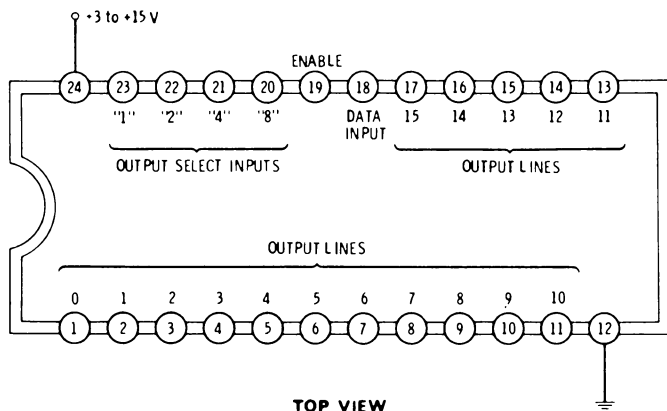 +3 to +15 V
ENABLE
24 23 22 21 20 19 18 17 16 15 14 13
"1" "2" "4" "8" DATA INPUT 15 14 13 12 11
OUTPUT SELECT INPUTS OUTPUT LINES
OUTPUT LINES
0 1 2 3 4 5 6 7 8 9 10
1 2 3 4 5 6 7 8 9 10 11 12
TOP VIEW